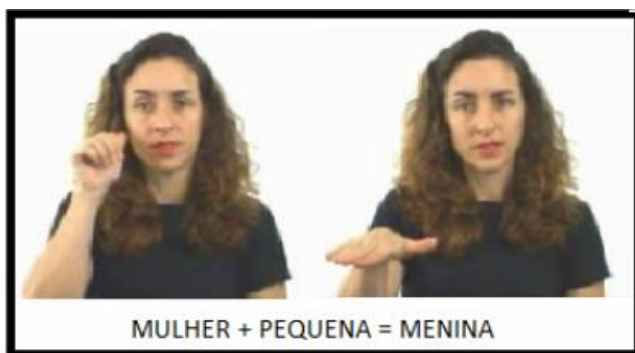 MULHER + PEQUENA = MENINA